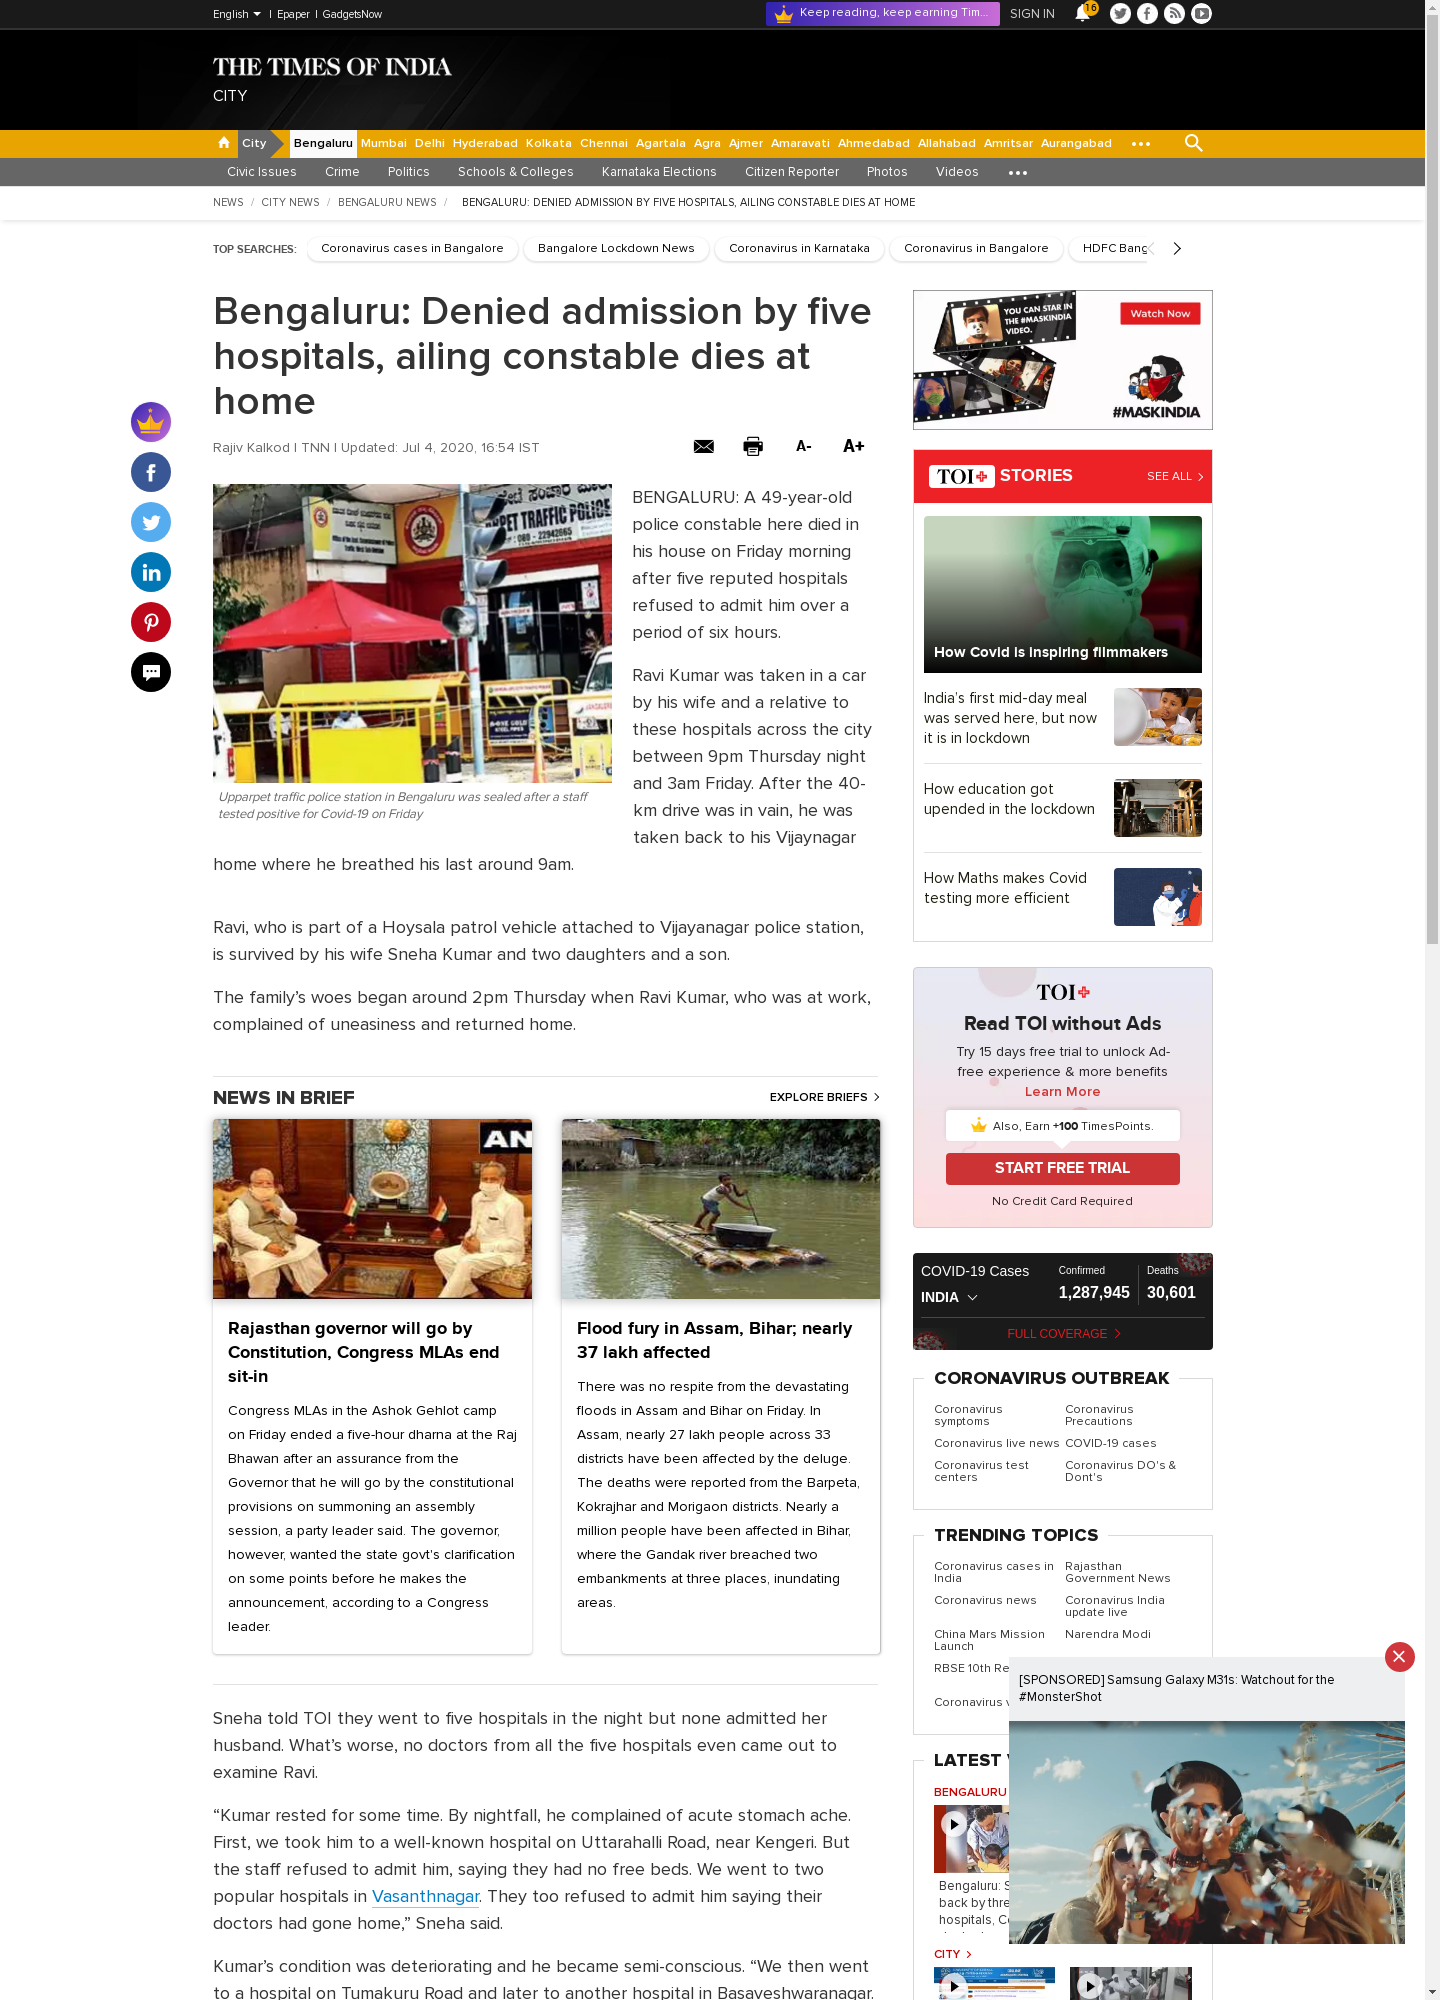 English | Epaper | GadgetsNow
Keep reading, keep earning Tim...
SIGN IN
16
THE TIMES OF INDIA
CITY
City Bengaluru Mumbai Delhi Hyderabad Kolkata Chennai Agartala Agra Ajmer Amaravati Ahmedabad Allahabad Amritsar Aurangabad
Civic Issues Crime Politics Schools & Colleges Karnataka Elections Citizen Reporter Photos Videos
NEWS / CITY NEWS / BENGALURU NEWS / BENGALURU: DENIED ADMISSION BY FIVE HOSPITALS, AILING CONSTABLE DIES AT HOME
TOP SEARCHES: Coronavirus cases in Bangalore Bangalore Lockdown News Coronavirus in Karnataka Coronavirus in Bangalore HDFC Bang
Bengaluru: Denied admission by five
hospitals, ailing constable dies at
home
Rajiv Kalkod | TNN | Updated: Jul 4, 2020, 16:54 IST
A- A+
PET TRAFFIC POLICE
080 - 22942665
Upparpet traffic police station in Bengaluru was sealed after a staff
tested positive for Covid-19 on Friday
BENGALURU: A 49-year-old
police constable here died in
his house on Friday morning
after five reputed hospitals
refused to admit him over a
period of six hours.
Ravi Kumar was taken in a car
by his wife and a relative to
these hospitals across the city
between 9pm Thursday night
and 3am Friday. After the 40-
km drive was in vain, he was
taken back to his Vijaynagar
home where he breathed his last around 9am.
Ravi, who is part of a Hoysala patrol vehicle attached to Vijayanagar police station,
is survived by his wife Sneha Kumar and two daughters and a son.
The family’s woes began around 2pm Thursday when Ravi Kumar, who was at work,
complained of uneasiness and returned home.
NEWS IN BRIEF
EXPLORE BRIEFS
AN
Rajasthan governor will go by
Constitution, Congress MLAs end
sit-in
Congress MLAs in the Ashok Gehlot camp
on Friday ended a five-hour dharna at the Raj
Bhawan after an assurance from the
Governor that he will go by the constitutional
provisions on summoning an assembly
session, a party leader said. The governor,
however, wanted the state govt's clarification
on some points before he makes the
announcement, according to a Congress
leader.
Flood fury in Assam, Bihar; nearly
37 lakh affected
There was no respite from the devastating
floods in Assam and Bihar on Friday. In
Assam, nearly 27 lakh people across 33
districts have been affected by the deluge.
The deaths were reported from the Barpeta,
Kokrajhar and Morigaon districts. Nearly a
million people have been affected in Bihar,
where the Gandak river breached two
embankments at three places, inundating
areas.
Sneha told TOI they went to five hospitals in the night but none admitted her
husband. What’s worse, no doctors from all the five hospitals even came out to
examine Ravi.
“Kumar rested for some time. By nightfall, he complained of acute stomach ache.
First, we took him to a well-known hospital on Uttarahalli Road, near Kengeri. But
the staff refused to admit him, saying they had no free beds. We went to two
popular hospitals in Vasanthnagar. They too refused to admit him saying their
doctors had gone home,” Sneha said.
Kumar’s condition was deteriorating and he became semi-conscious. “We then went
to a hospital on Tumakuru Road and later to another hospital in Basaveshwaranagar.
YOU CAN STAR IN
THE #MASKINDIA
VIDEO.
Watch Now
#MASKINDIA
TOI+ STORIES
SEE ALL
How Covid is inspiring filmmakers
India’s first mid-day meal
was served here, but now
it is in lockdown
How education got
upended in the lockdown
How Maths makes Covid
testing more efficient
TOI+
Read TOI without Ads
Try 15 days free trial to unlock Ad-
free experience & more benefits
Learn More
Also, Earn +100 TimesPoints.
START FREE TRIAL
No Credit Card Required
COVID-19 Cases
INDIA
Confirmed
1,287,945
Deaths
30,601
FULL COVERAGE
CORONAVIRUS OUTBREAK
Coronavirus
symptoms
Coronavirus
Precautions
Coronavirus live news
COVID-19 cases
Coronavirus test
centers
Coronavirus DO's &
Dont's
TRENDING TOPICS
Coronavirus cases in
India
Rajasthan
Government News
Coronavirus news
Coronavirus India
update live
China Mars Mission
Launch
Narendra Modi
RBSE 10th Re
Coronavirus v
[SPONSORED] Samsung Galaxy M31s: Watchout for the
#MonsterShot
LATEST
BENGALURU
Bengaluru: S
back by thre
hospitals, C
CITY